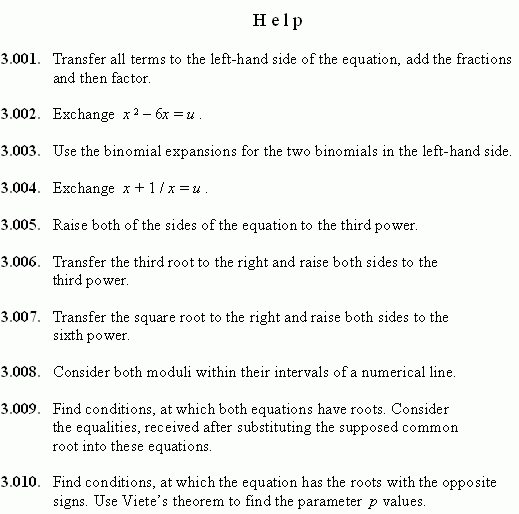 Help
3.001. Transfer all terms to the left-hand side of the equation, add the fractions
and then factor.
3.002. Exchange x² – 6x = u .
3.003. Use the binomial expansions for the two binomials in the left-hand side.
3.004. Exchange x + 1 / x = u .
3.005. Raise both of the sides of the equation to the third power.
3.006. Transfer the third root to the right and raise both sides to the
third power.
3.007. Transfer the square root to the right and raise both sides to the
sixth power.
3.008. Consider both moduli within their intervals of a numerical line.
3.009. Find conditions, at which both equations have roots. Consider
the equalities, received after substituting the supposed common
root into these equations.
3.010. Find conditions, at which the equation has the roots with the opposite
signs. Use Viete’s theorem to find the parameter p values.